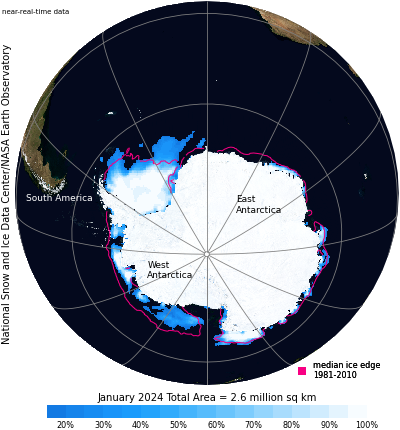 near-real-time data
National Snow and Ice Data Center/NASA Earth Observatory
South America
East
Antarctica
West
Antarctica
median ice edge
1981-2010
January 2024 Total Area = 2.6 million sq km
20% 30% 40% 50% 60% 70% 80% 90% 100%